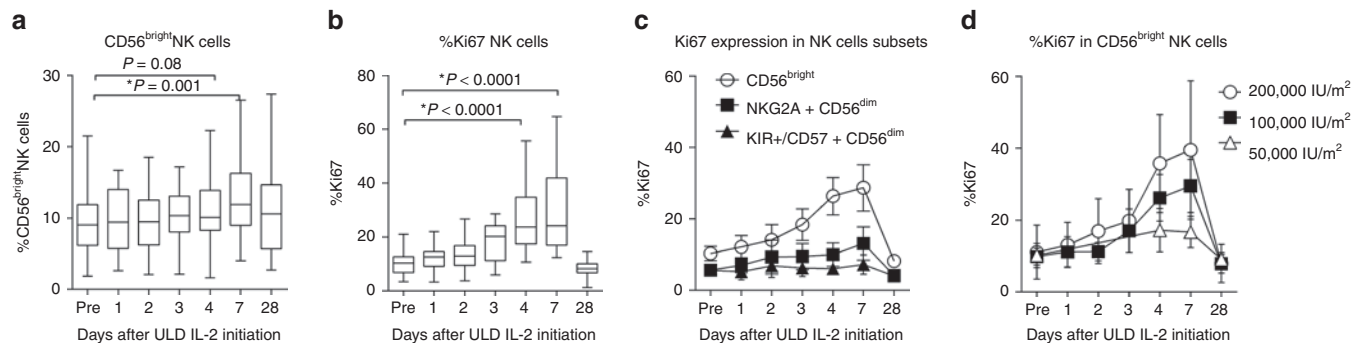 a
CD56bright NK cells
P = 0.08
*P = 0.001
%CD56bright NK cells
30
20
10
0
Pre 1 2 3 4 7 28
Days after ULD IL-2 initiation
b
%Ki67 NK cells
*P < 0.0001
*P < 0.0001
%Ki67
80
60
40
20
0
Pre 1 2 3 4 7 28
Days after ULD IL-2 initiation
c
Ki67 expression in NK cells subsets
CD56bright
NKG2A + CD56dim
KIR+/CD57 + CD56dim
%Ki67
60
40
20
0
Pre 1 2 3 4 7 28
Days after ULD IL-2 initiation
d
%Ki67 in CD56bright NK cells
200,000 IU/m2
100,000 IU/m2
50,000 IU/m2
%Ki67
60
40
20
0
Pre 1 2 3 4 7 28
Days after ULD IL-2 initiation